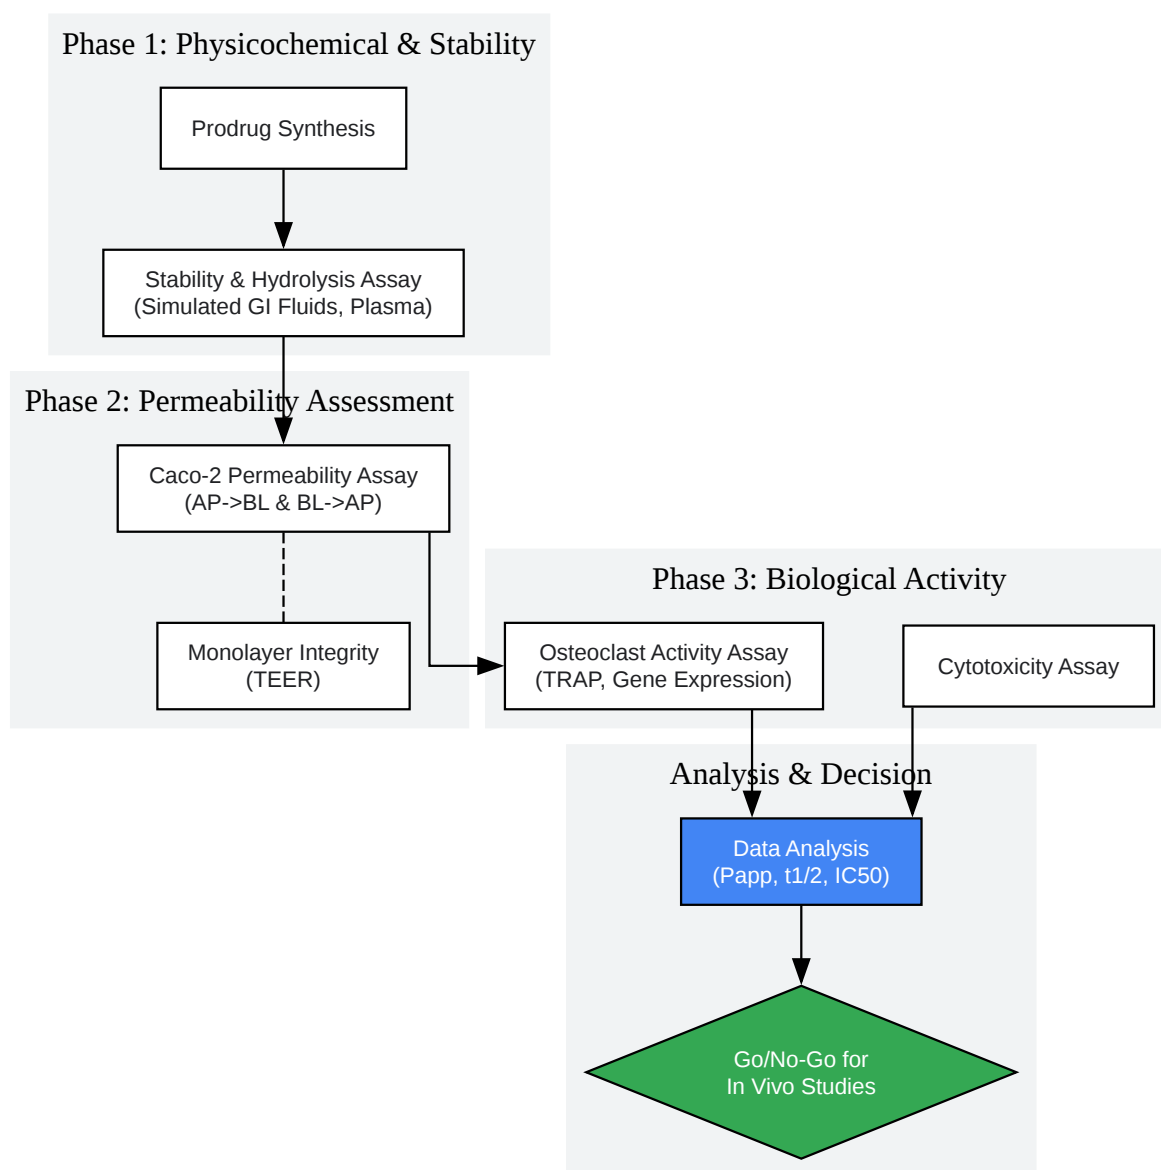 Phase 1: Physicochemical & Stability
Prodrug Synthesis
Stability & Hydrolysis Assay
(Simulated GI Fluids, Plasma)
Phase 2: Permeability Assessment
Caco-2 Permeability Assay
(AP->BL & BL->AP)
Monolayer Integrity
(TEER)
Phase 3: Biological Activity
Osteoclast Activity Assay
(TRAP, Gene Expression)
Cytotoxicity Assay
Analysis & Decision
Data Analysis
(Papp, t1/2, IC50)
Go/No-Go for
In Vivo Studies